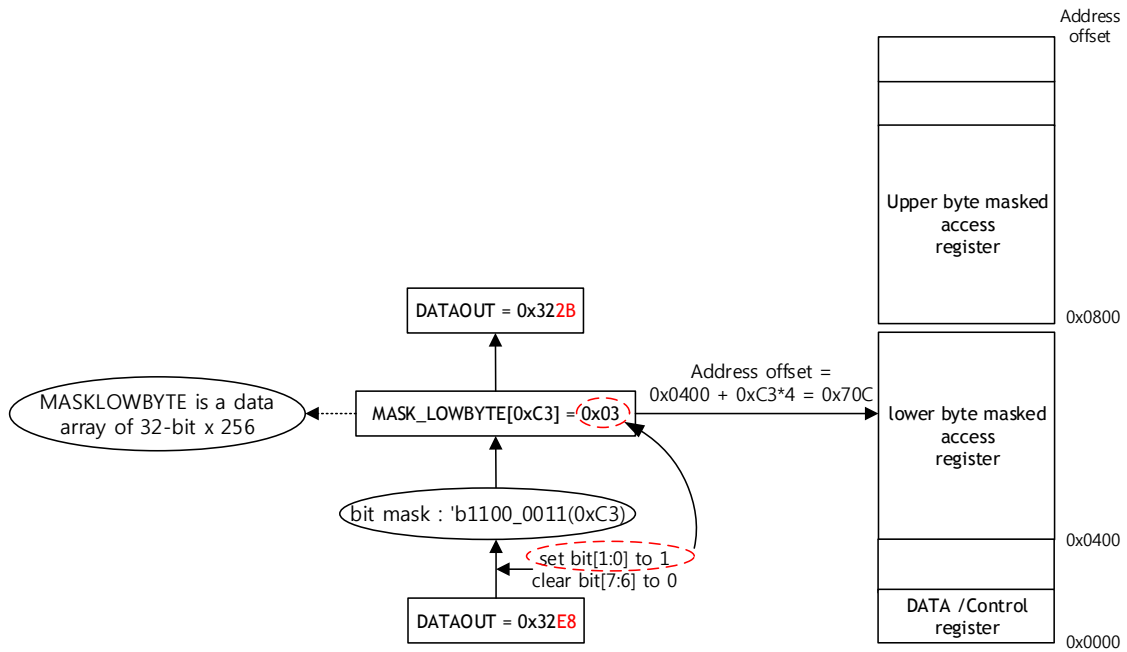 Address
offset
Upper byte masked
access
register
DATAOUT = 0x322B
0x0800
Address offset =
0x0400 + 0xC3*4 = 0x70C
MASKLOWBYTE is a data
array of 32-bit x 256
MASK_LOWBYTE[0xC3] = 0x03
lower byte masked
access
register
bit mask : 'b1100_0011(0xC3)
0x0400
set bit[1:0] to 1
clear bit[7:6] to 0
DATAOUT = 0x32E8
DATA /Control
register
0x0000